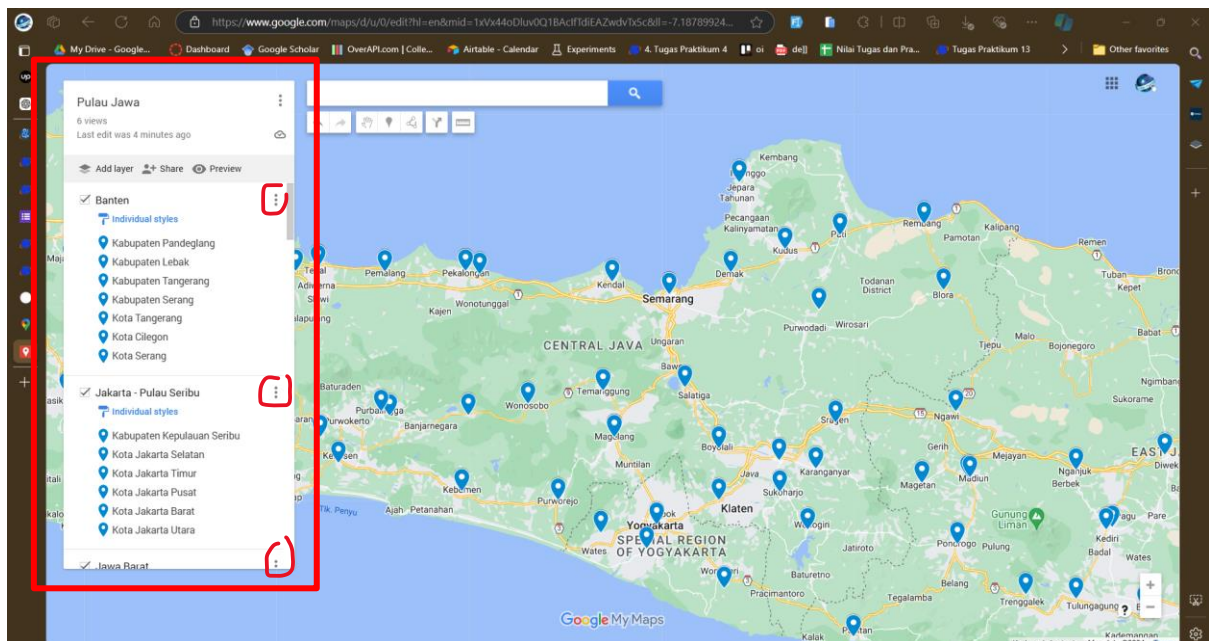 https://www.google.com/maps/d/u/0/edit?hl=en&mid=1xVx44oDluv0Q1BAcIfTdiEAZwdvTx5c&ll=-7.18789924...
My Drive - Google...
Dashboard
Google Scholar
OverAPI.com | Colle...
Airtable - Calendar
Experiments
4. Tugas Praktikum 4
oi
de]]
Nilai Tugas dan Pra...
Tugas Praktikum 13
Other favorites
Pulau Jawa
6 views
Last edit was 4 minutes ago
Add layer
Share
Preview
Banten
Individual styles
Kabupaten Pandeglang
Kabupaten Lebak
Kabupaten Tangerang
Kabupaten Serang
Kota Tangerang
Kota Cilegon
Kota Serang
Jakarta - Pulau Seribu
Individual styles
Kabupaten Kepulauan Seribu
Kota Jakarta Selatan
Kota Jakarta Timur
Kota Jakarta Pusat
Kota Jakarta Barat
Kota Jakarta Utara
Jawa Barat
Kembang
Jepara
Tahunan
Pecangaan
Kalinyamatan
Kudus
Rembang
Pamotan
Kalipang
Remen
Tuban
Kepet
Pemalang
Pekalongan
Kendal
Demak
Semarang
Todanan
District
Blora
Wonotunggal
Kajen
Purwodadi
Wirosari
CENTRAL JAVA
Ungaran
Malo
Tjepu
Bojonegoro
Babat
Ngimbang
Sukorame
Baturaden
Wonosobo
Temanggung
Salatiga
Sragen
15
20
Ngawi
Purwokerto
Banjarnegara
Magelang
Boyolali
Gerih
Mejayan
Nganjuk
EAST J
Diwek
Muntilan
Java
Karanganyar
Magetan
Madiun
Berbek
Kebumen
Sukoharjo
Purworejo
Tlk. Penyu
Ajah
Petanahan
Klaten
Gunung
Liman
Pare
Yogyakarta
SPECIAL REGION
OF YOGYAKARTA
Wates
Jatiroto
Ponorogo
Pulung
Kediri
Badal
Wates
Baturetno
Pracimantoro
Belang
Tegalamba
Trenggalek
Tulungagung
Google My Maps
Kalak
Kademangan